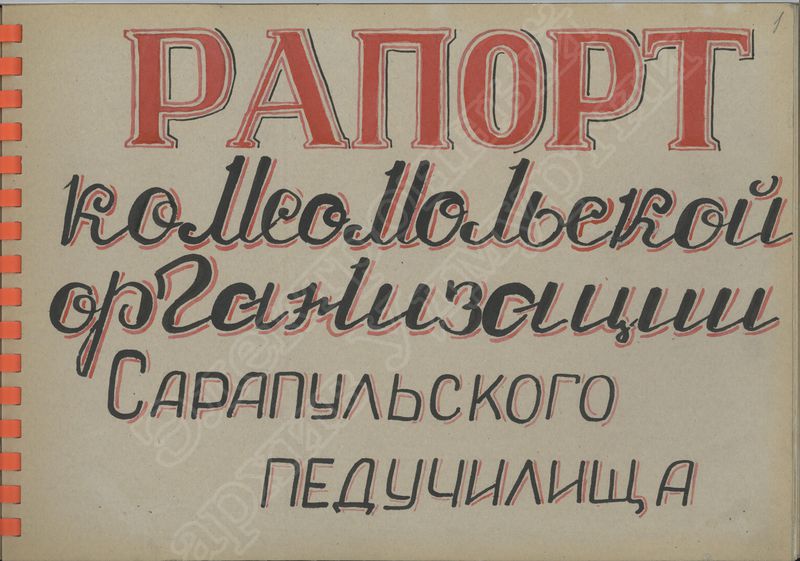 1
РАПОРТ
комсомольской
организации
Сарапульского
педучилища